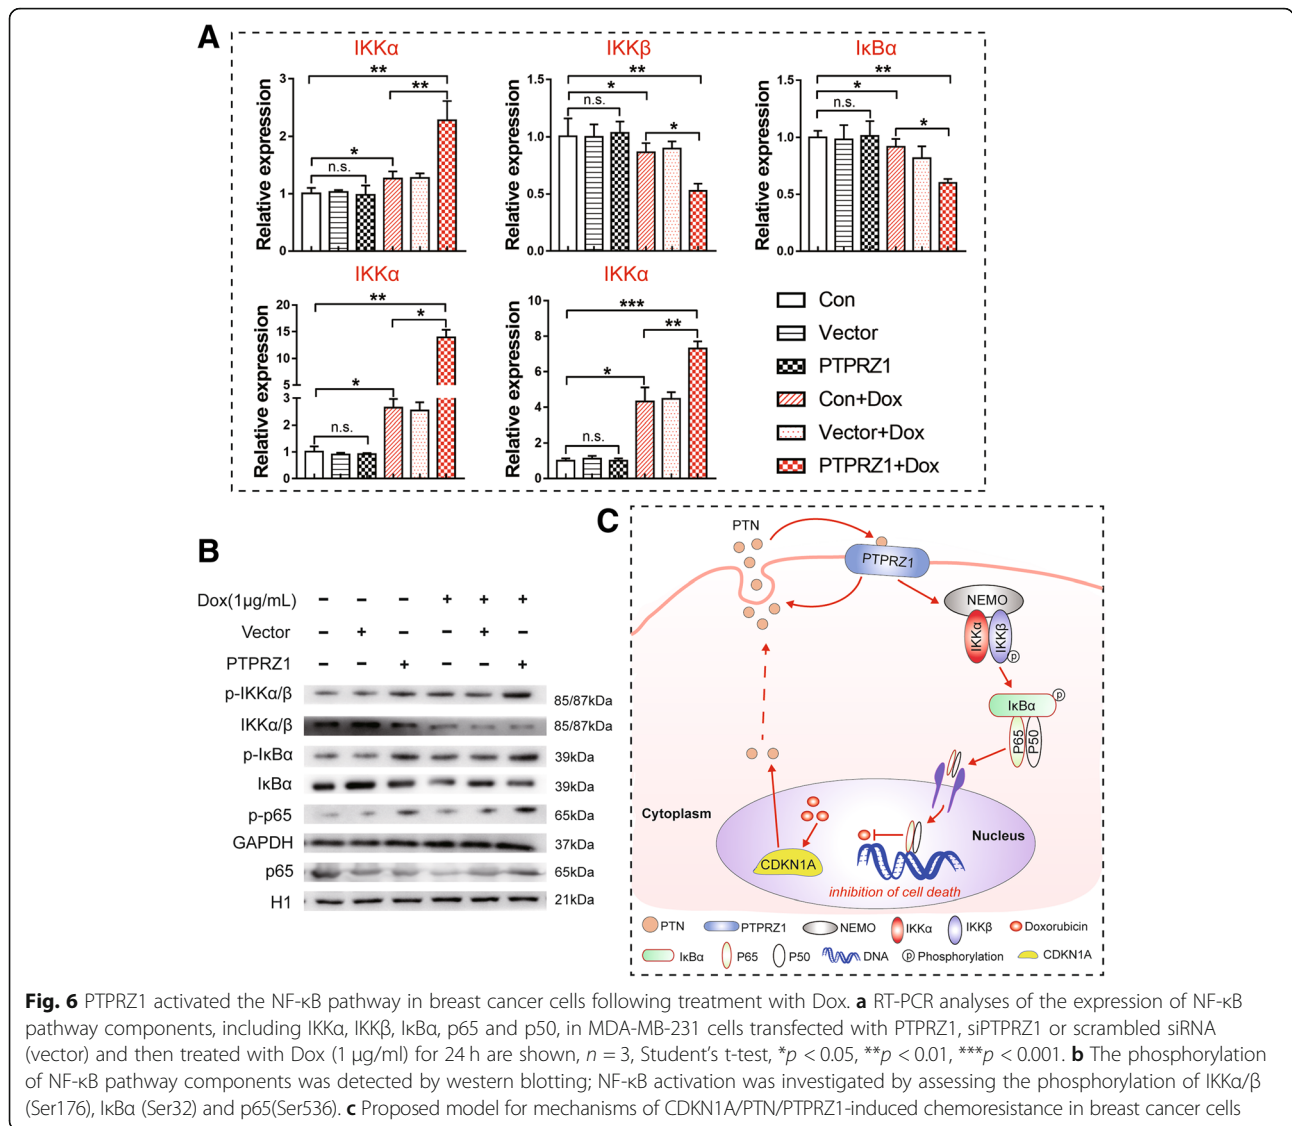 A
IKKα
Relative expression
3
2
1
0
n.s.
*
**
**
IKKβ
Relative expression
1.5
1.0
0.5
0.0
n.s.
*
**
*
IκBα
Relative expression
1.5
1.0
0.5
0.0
n.s.
*
**
*
IKKα
Relative expression
20
15
10
5
3
2
1
0
n.s.
*
**
*
IKKα
Relative expression
10
8
6
4
2
0
n.s.
*
***
**
Con
Vector
PTPRZ1
Con+Dox
Vector+Dox
PTPRZ1+Dox
B
Dox(1μg/mL) – – – + + +
Vector – + – – + –
PTPRZ1 – – + – – +
p-IKKα/β 85/87kDa
IKKα/β 85/87kDa
p-IκBα 39kDa
IκBα 39kDa
p-p65 65kDa
GAPDH 37kDa
p65 65kDa
H1 21kDa
C
PTN
PTPRZ1
NEMO
IKKα
IKKβ
p
IκBα
p
P65
P50
Cytoplasm
Nucleus
CDKN1A
inhibition of cell death
PTN PTPRZ1 NEMO IKKα IKKβ Doxorubicin
IκBα P65 P50 DNA p Phosphorylation CDKN1A
Fig. 6 PTPRZ1 activated the NF-κB pathway in breast cancer cells following treatment with Dox. a RT-PCR analyses of the expression of NF-κB
pathway components, including IKKα, IKKβ, IκBα, p65 and p50, in MDA-MB-231 cells transfected with PTPRZ1, siPTPRZ1 or scrambled siRNA
(vector) and then treated with Dox (1 μg/ml) for 24 h are shown, n = 3, Student's t-test, *p < 0.05, **p < 0.01, ***p < 0.001. b The phosphorylation
of NF-κB pathway components was detected by western blotting; NF-κB activation was investigated by assessing the phosphorylation of IKKα/β
(Ser176), IκBα (Ser32) and p65(Ser536). c Proposed model for mechanisms of CDKN1A/PTN/PTPRZ1-induced chemoresistance in breast cancer cells